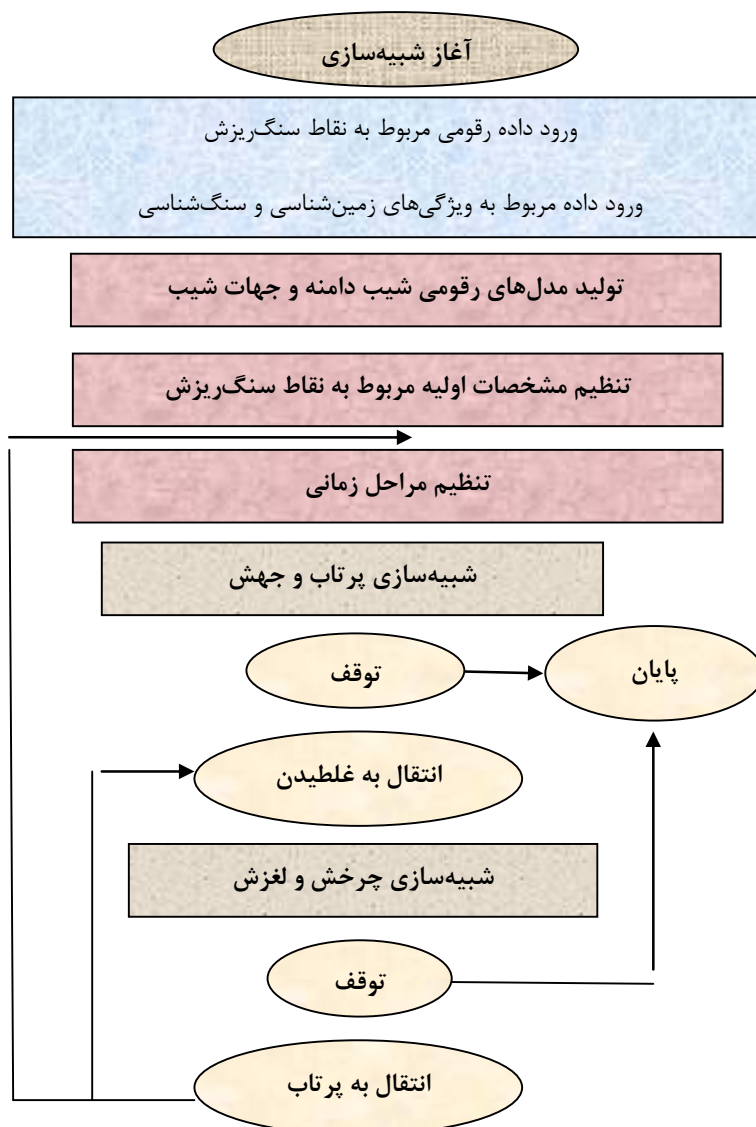 آغاز شبیه‌سازی
ورود داده رقومی مربوط به نقاط سنگ‌ریزش
ورود داده مربوط به ویژگی‌های زمین‌شناسی و سنگ‌شناسی
تولید مدل‌های رقومی شیب دامنه و جهات شیب
تنظیم مشخصات اولیه مربوط به نقاط سنگ‌ریزش
تنظیم مراحل زمانی
شبیه‌سازی پرتاب و جهش
توقف
پایان
انتقال به غلطیدن
شبیه‌سازی چرخش و لغزش
توقف
انتقال به پرتاب